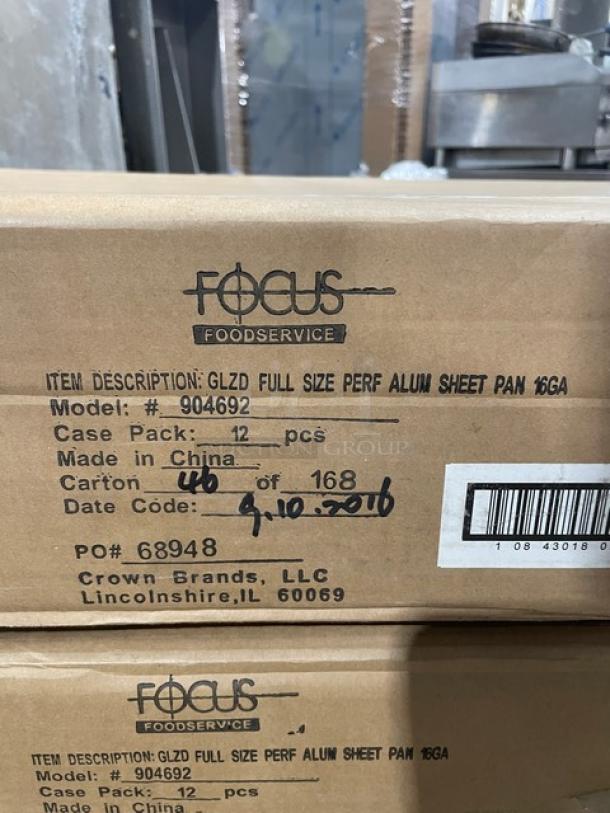 FOCUS
FOODSERVICE
ITEM DESCRIPTION: GLZD FULL SIZE PERF ALUM SHEET PAN 16GA
Model: # 904692
Case Pack: 12 pcs
Made in China
Carton 46 of 168
Date Code: 9.10.2016
PO# 68948
Crown Brands, LLC
Lincolnshire,IL 60069
1 08 43018 0
FOCUS
FOODSERVICE
ITEM DESCRIPTION: GLZD FULL SIZE PERF ALUM SHEET PAN 16GA
Model: # 904692
Case Pack: 12 pcs
Made in China